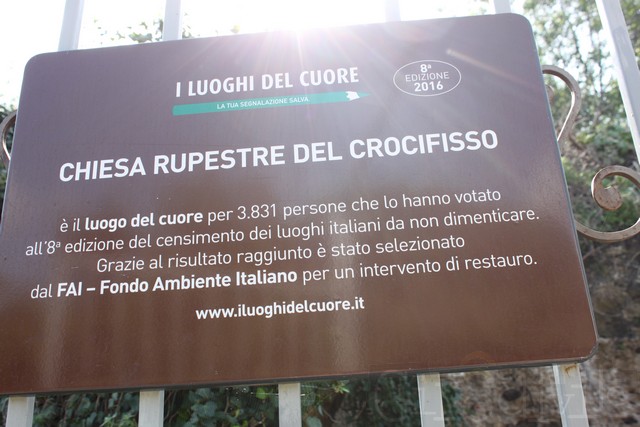 I LUOGHI DEL CUORE
LA TUA SEGNALAZIONE SALVA
8ª
EDIZIONE
2016
CHIESA RUPESTRE DEL CROCIFISSO
è il luogo del cuore per 3.831 persone che lo hanno votato
all'8ª edizione del censimento dei luoghi italiani da non dimenticare.
Grazie al risultato raggiunto è stato selezionato
dal FAI – Fondo Ambiente Italiano per un intervento di restauro.
www.iluoghidelcuore.it